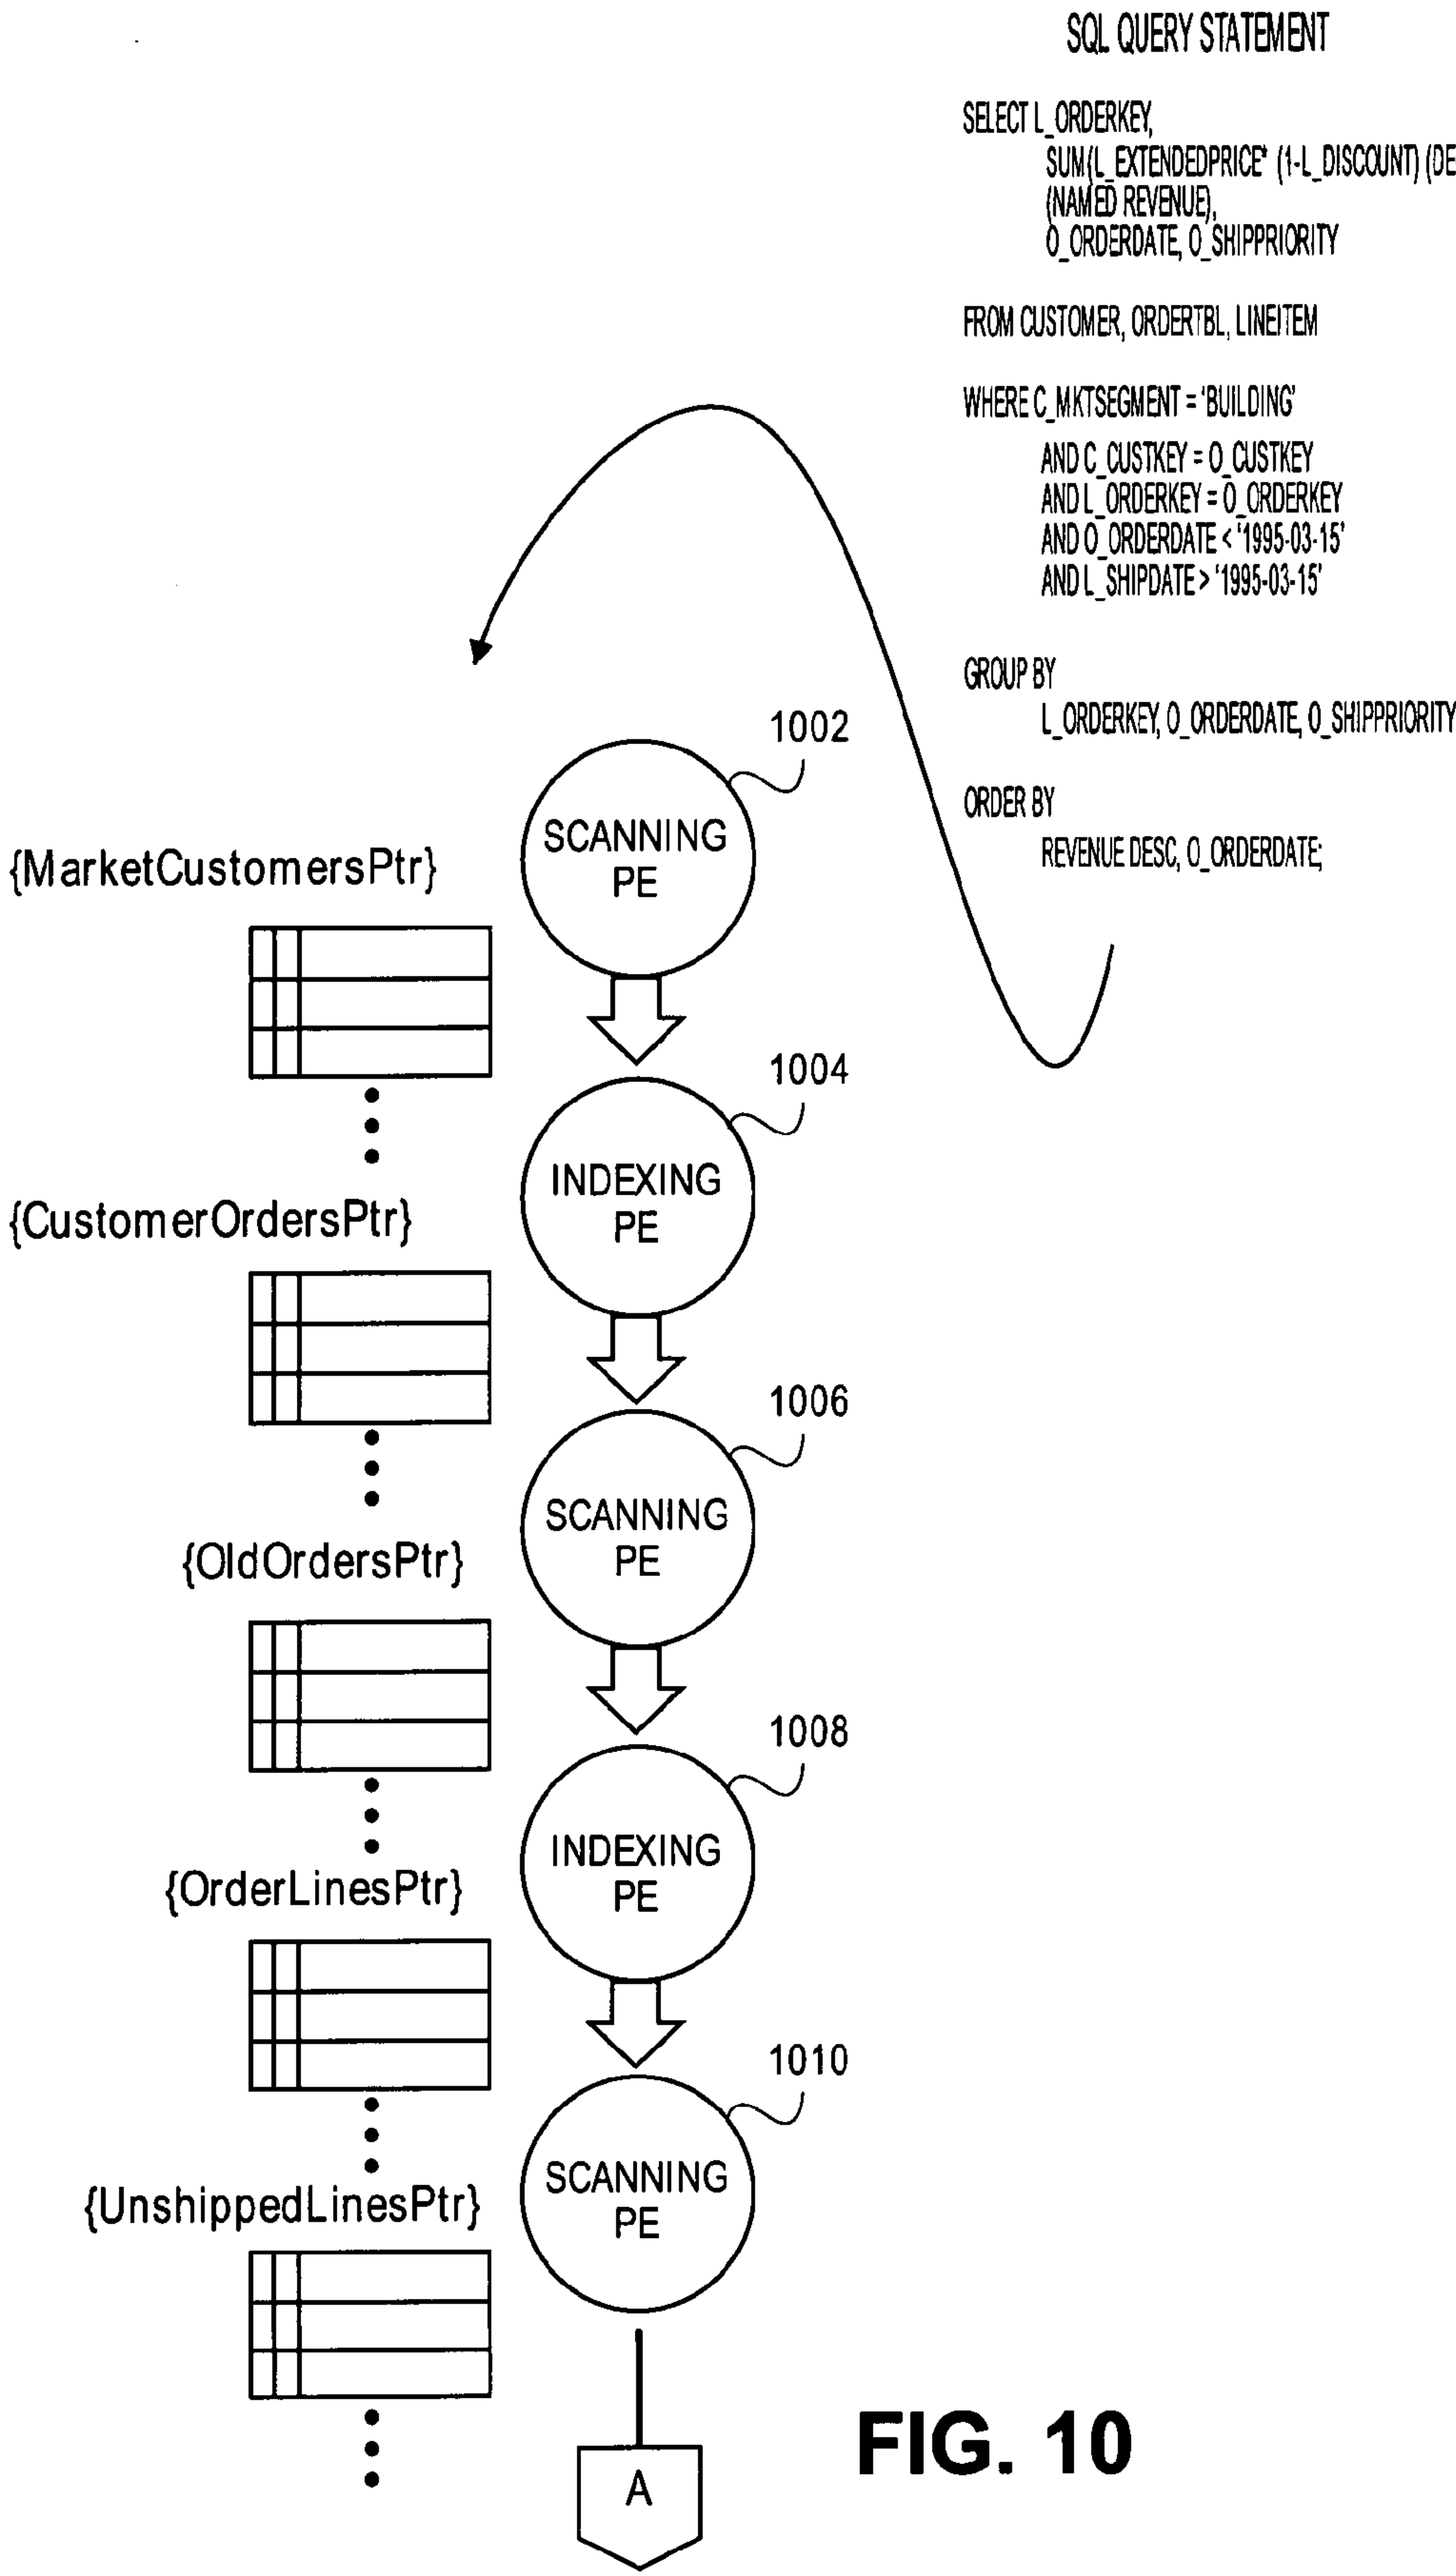 SQL QUERY STATEMENT
SELECT L_ORDERKEY,
SUM(L_EXTENDEDPRICE* (1-L_DISCOUNT) (DE
(NAMED REVENUE),
O_ORDERDATE, O_SHIPPRIORITY
FROM CUSTOMER, ORDERTBL, LINEITEM
WHERE C_MKTSEGMENT = 'BUILDING'
AND C_CUSTKEY = O_CUSTKEY
AND L_ORDERKEY = O_ORDERKEY
AND O_ORDERDATE < '1995-03-15'
AND L_SHIPDATE > '1995-03-15'
GROUP BY
L_ORDERKEY, O_ORDERDATE, O_SHIPPRIORITY
ORDER BY
REVENUE DESC, O_ORDERDATE;
1002
SCANNING
PE
{MarketCustomersPtr}
1004
INDEXING
PE
{CustomerOrdersPtr}
1006
SCANNING
PE
{OldOrdersPtr}
1008
INDEXING
PE
{OrderLinesPtr}
1010
SCANNING
PE
{UnshippedLinesPtr}
A
FIG. 10